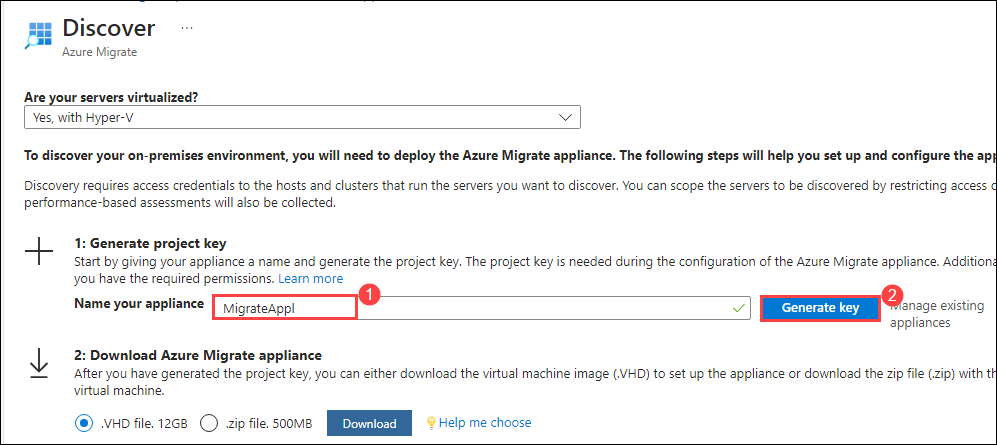 Discover ...
Azure Migrate
Are your servers virtualized?
Yes, with Hyper-V
To discover your on-premises environment, you will need to deploy the Azure Migrate appliance. The following steps will help you set up and configure the app
Discovery requires access credentials to the hosts and clusters that run the servers you want to discover. You can scope the servers to be discovered by restricting access
performance-based assessments will also be collected.
1: Generate project key
Start by giving your appliance a name and generate the project key. The project key is needed during the configuration of the Azure Migrate appliance. Additiona
you have the required permissions. Learn more
Name your appliance MigrateAppl 1 Generate key 2 Manage existing
appliances
2: Download Azure Migrate appliance
After you have generated the project key, you can either download the virtual machine image (.VHD) to set up the appliance or download the zip file (.zip) with th
virtual machine.
.VHD file. 12GB .zip file. 500MB Download Help me choose